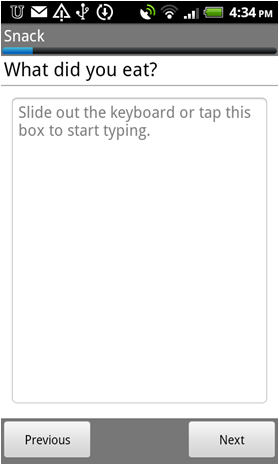 4:34 PM
Snack
What did you eat?
Slide out the keyboard or tap this
box to start typing.
Previous
Next